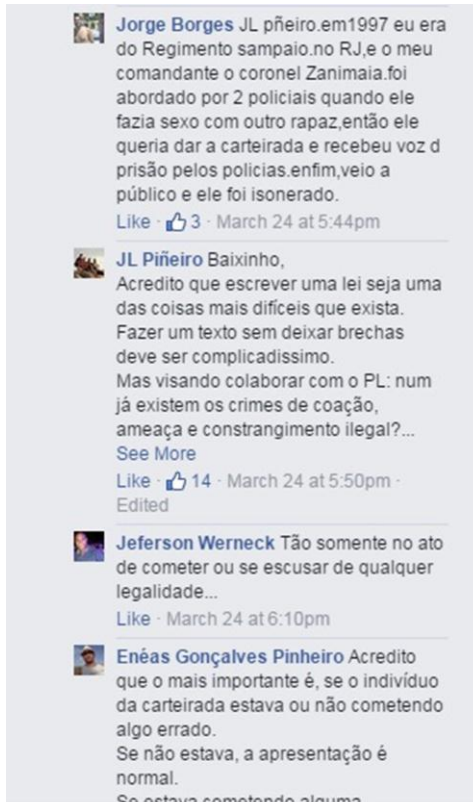 Jorge Borges JL pñeiro.em1997 eu era
do Regimento sampaio.no RJ,e o meu
comandante o coronel Zanimaia.foi
abordado por 2 policiais quando ele
fazia sexo com outro rapaz,então ele
queria dar a carteirada e recebeu voz d
prisão pelos policias.enfim,veio a
público e ele foi isonerado.
Like · 3 · March 24 at 5:44pm
JL Piñeiro Baixinho,
Acredito que escrever uma lei seja uma
das coisas mais difíceis que exista.
Fazer um texto sem deixar brechas
deve ser complicadissimo.
Mas visando colaborar com o PL: num
já existem os crimes de coação,
ameaça e constrangimento ilegal?...
See More
Like · 14 · March 24 at 5:50pm ·
Edited
Jeferson Werneck Tão somente no ato
de cometer ou se escusar de qualquer
legalidade...
Like · March 24 at 6:10pm
Enéas Gonçalves Pinheiro Acredito
que o mais importante é, se o indivíduo
da carteirada estava ou não cometendo
algo errado.
Se não estava, a apresentação é
normal.
Se estava cometendo alguma